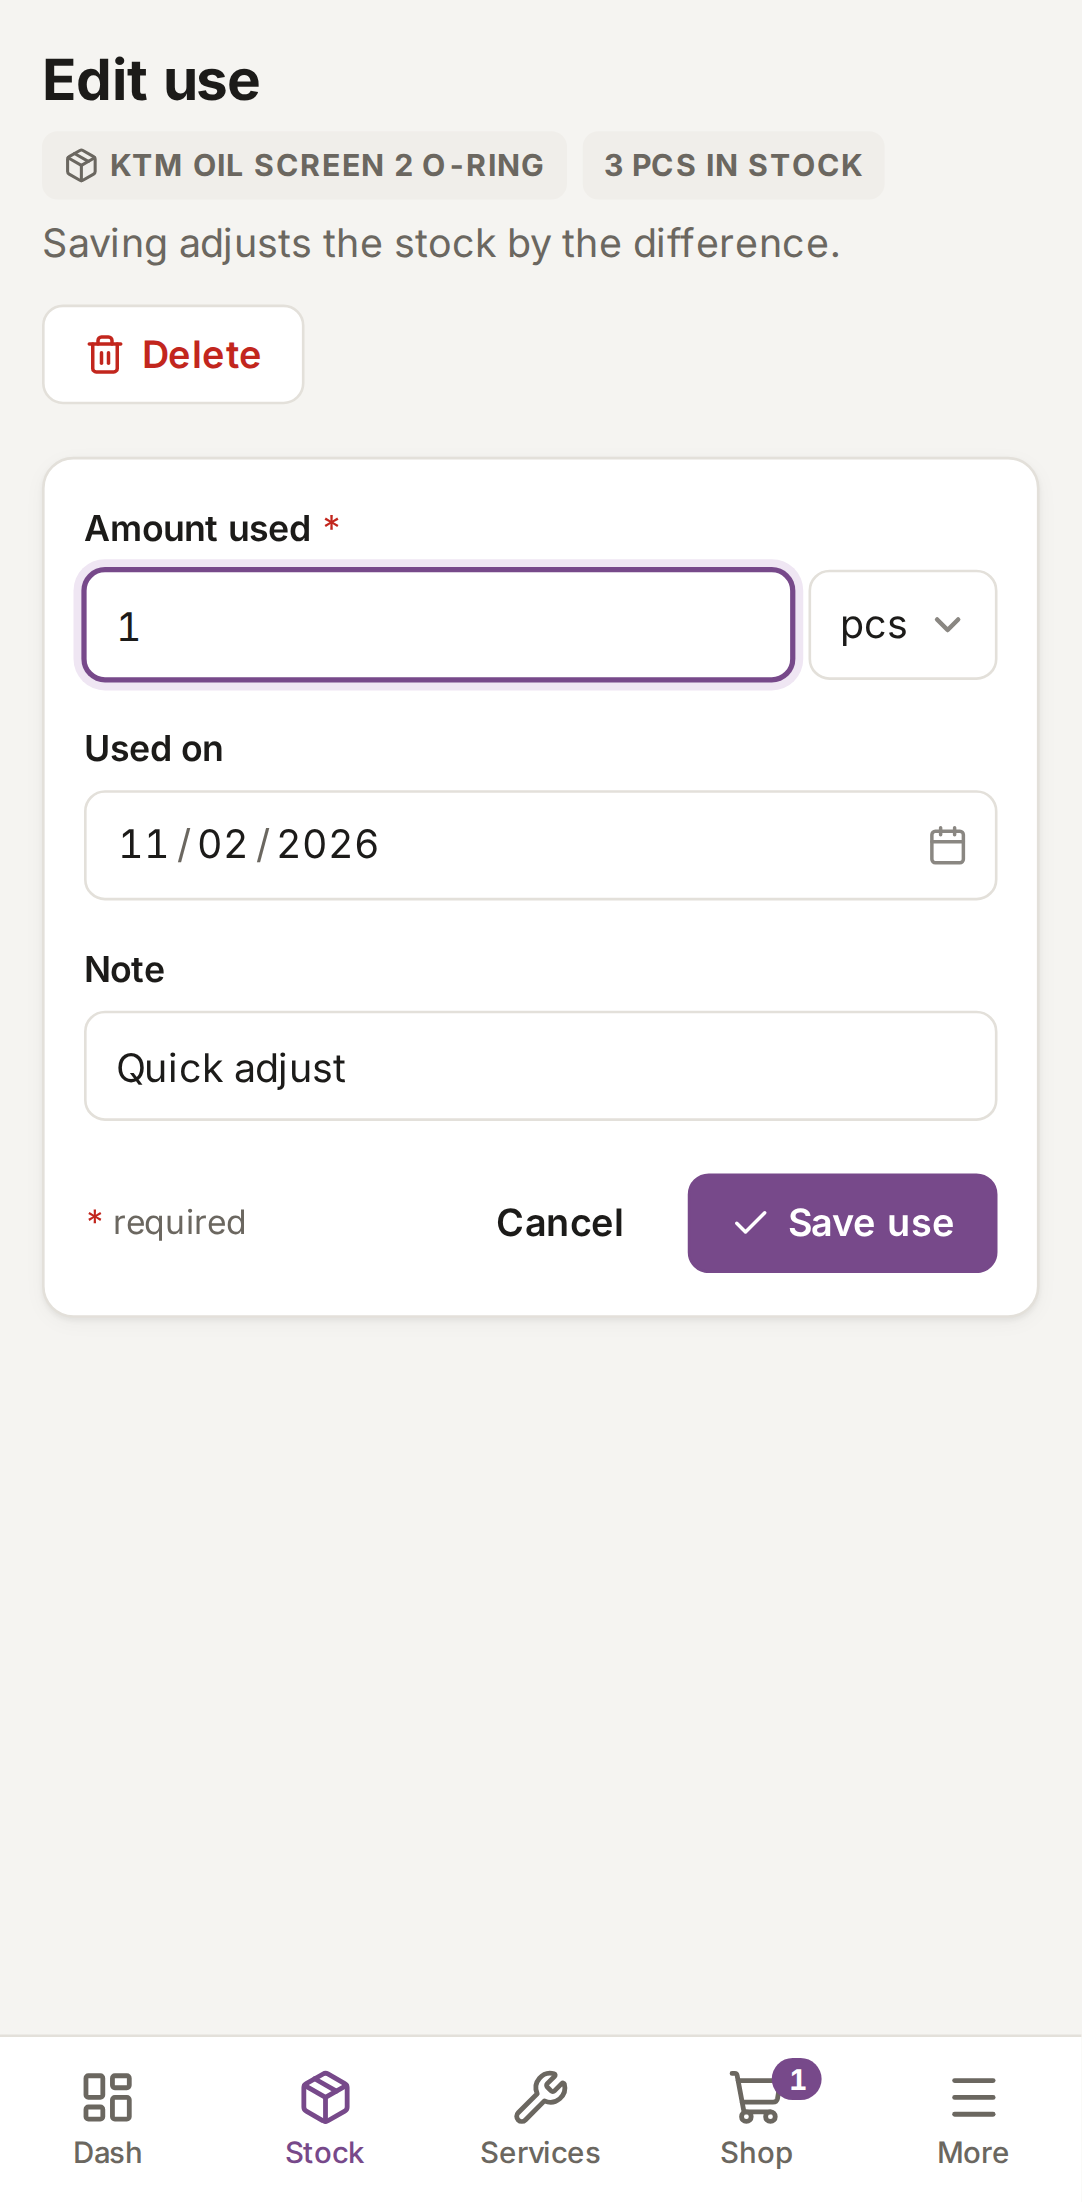 Edit use
KTM OIL SCREEN 2 O-RING 3 PCS IN STOCK
Saving adjusts the stock by the difference.
Delete
Amount used *
1 pcs
Used on
11/02/2026
Note
Quick adjust
* required Cancel Save use
1
Dash Stock Services Shop More